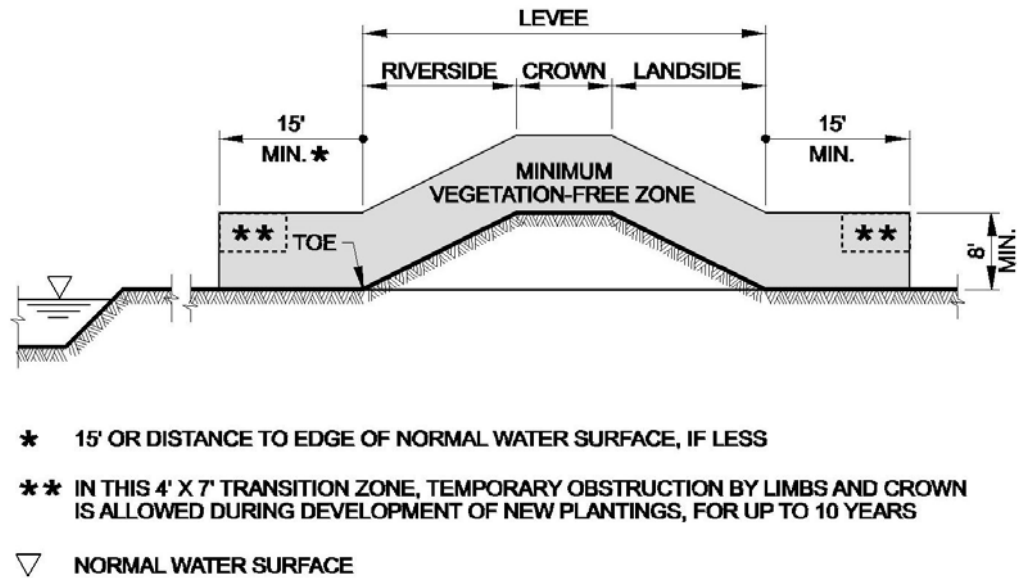 LEVEE
RIVERSIDE CROWN LANDSIDE
15'
MIN. *
15'
MIN.
MINIMUM
VEGETATION-FREE ZONE
**
**
TOE
8'
MIN.
* 15' OR DISTANCE TO EDGE OF NORMAL WATER SURFACE, IF LESS
** IN THIS 4' X 7' TRANSITION ZONE, TEMPORARY OBSTRUCTION BY LIMBS AND CROWN
IS ALLOWED DURING DEVELOPMENT OF NEW PLANTINGS, FOR UP TO 10 YEARS
▽ NORMAL WATER SURFACE